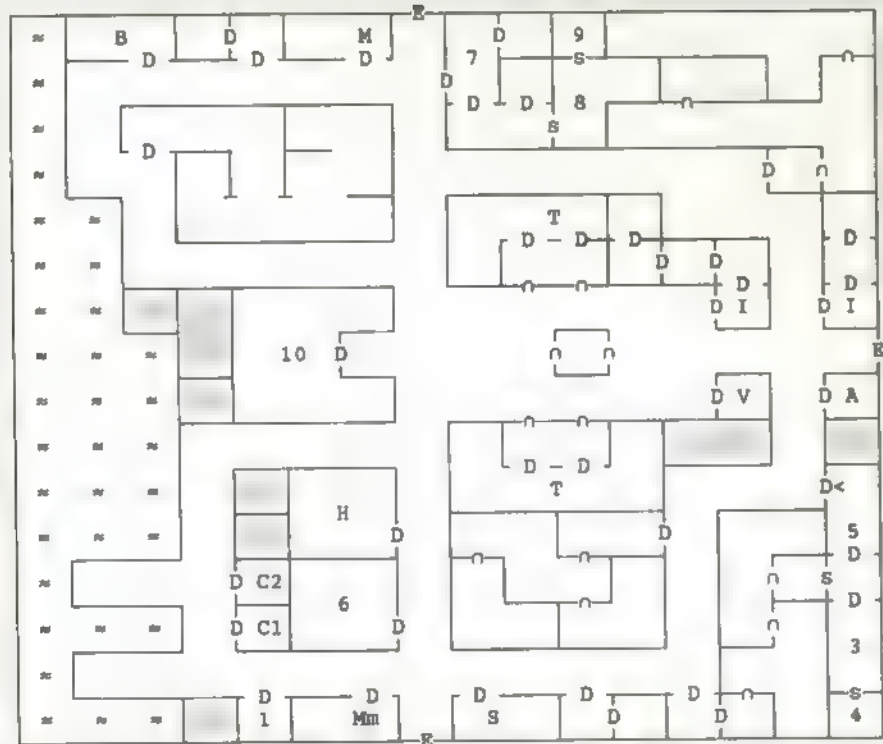 E
B D M D 9
D D D 7 S
D
D D 8
S
D
D
T
D - D D D
D D
D D
D I D I
10 D E
D V D A
D - D
T D<
H
D D 5
D
D C2 S
6 D
D C1 D
3
D D D D D S
1 Mm S D D 4
E